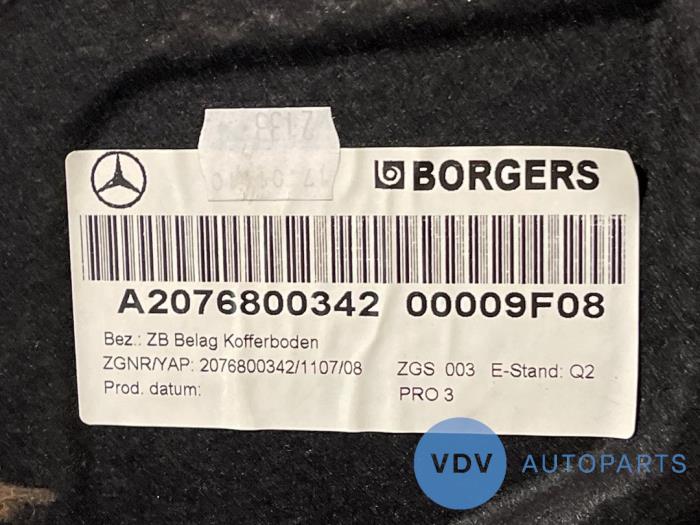 2138
BORGERS
A2076800342 00009F08
Bez.: ZB Belag Kofferboden
ZGNR/YAP: 2076800342/1107/08 ZGS 003 E-Stand: Q2
Prod. datum: PRO 3
VDV AUTOPARTS